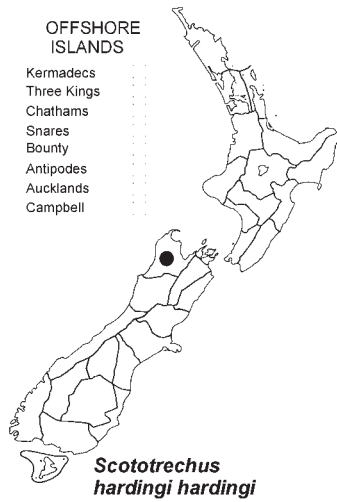 OFFSHORE
ISLANDS
Kermadecs
Three Kings
Chathams
Snares
Bounty
Antipodes
Aucklands
Campbell
Scototrechus
hardingi hardingi